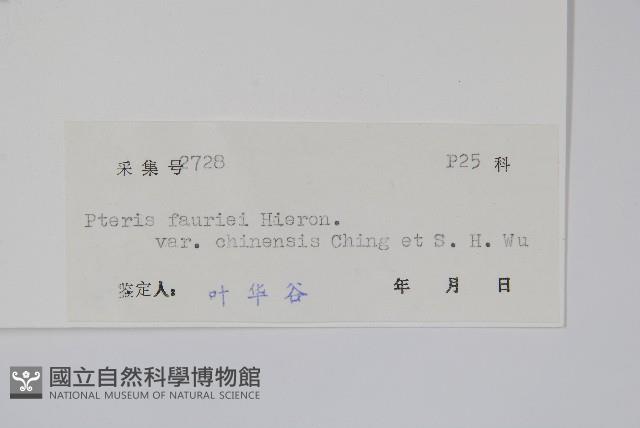 采集号2728 P25 科
Pteris fauriei Hieron.
var. chinensis Ching et S. H. Wu
鉴定人: 叶华谷 年 月 日
國立自然科學博物館
NATIONAL MUSEUM OF NATURAL SCIENCE